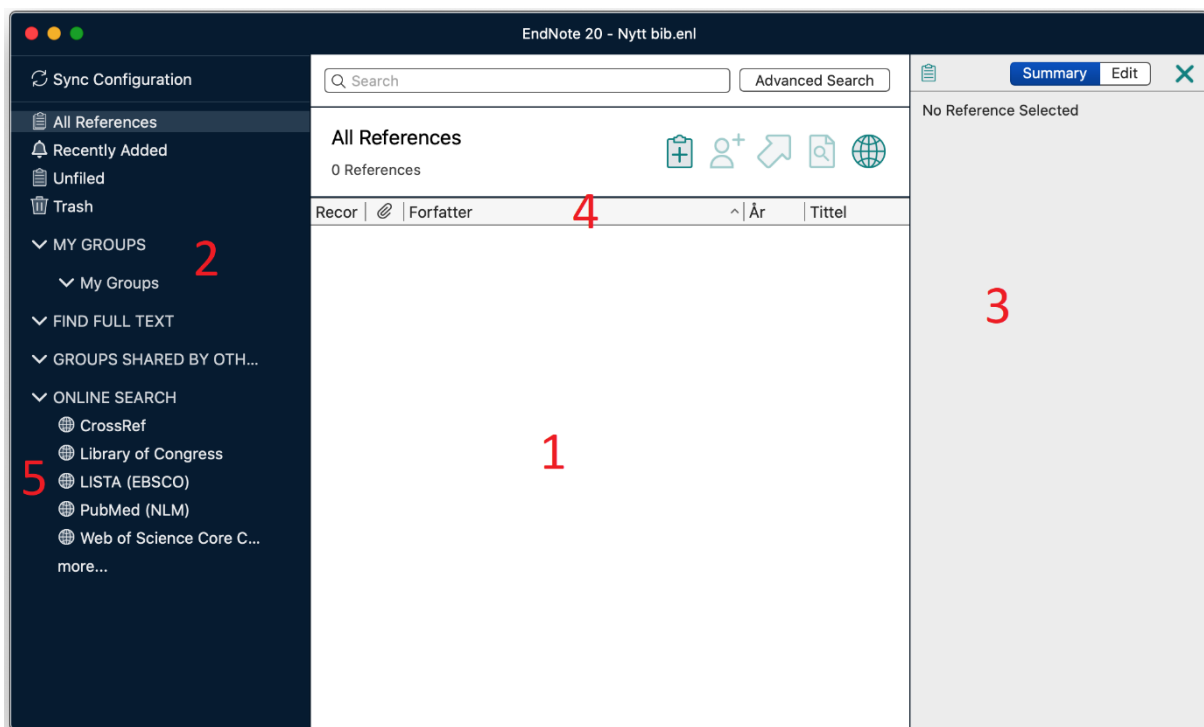 EndNote 20 - Nytt bib.enl
Sync Configuration
All References
Recently Added
Unfiled
Trash
MY GROUPS
2
My Groups
FIND FULL TEXT
GROUPS SHARED BY OTH...
ONLINE SEARCH
CrossRef
Library of Congress
5
LISTA (EBSCO)
PubMed (NLM)
Web of Science Core C...
more...
Search
Advanced Search
All References
0 References
4
Recor Forfatter År Tittel
1
Summary Edit
No Reference Selected
3